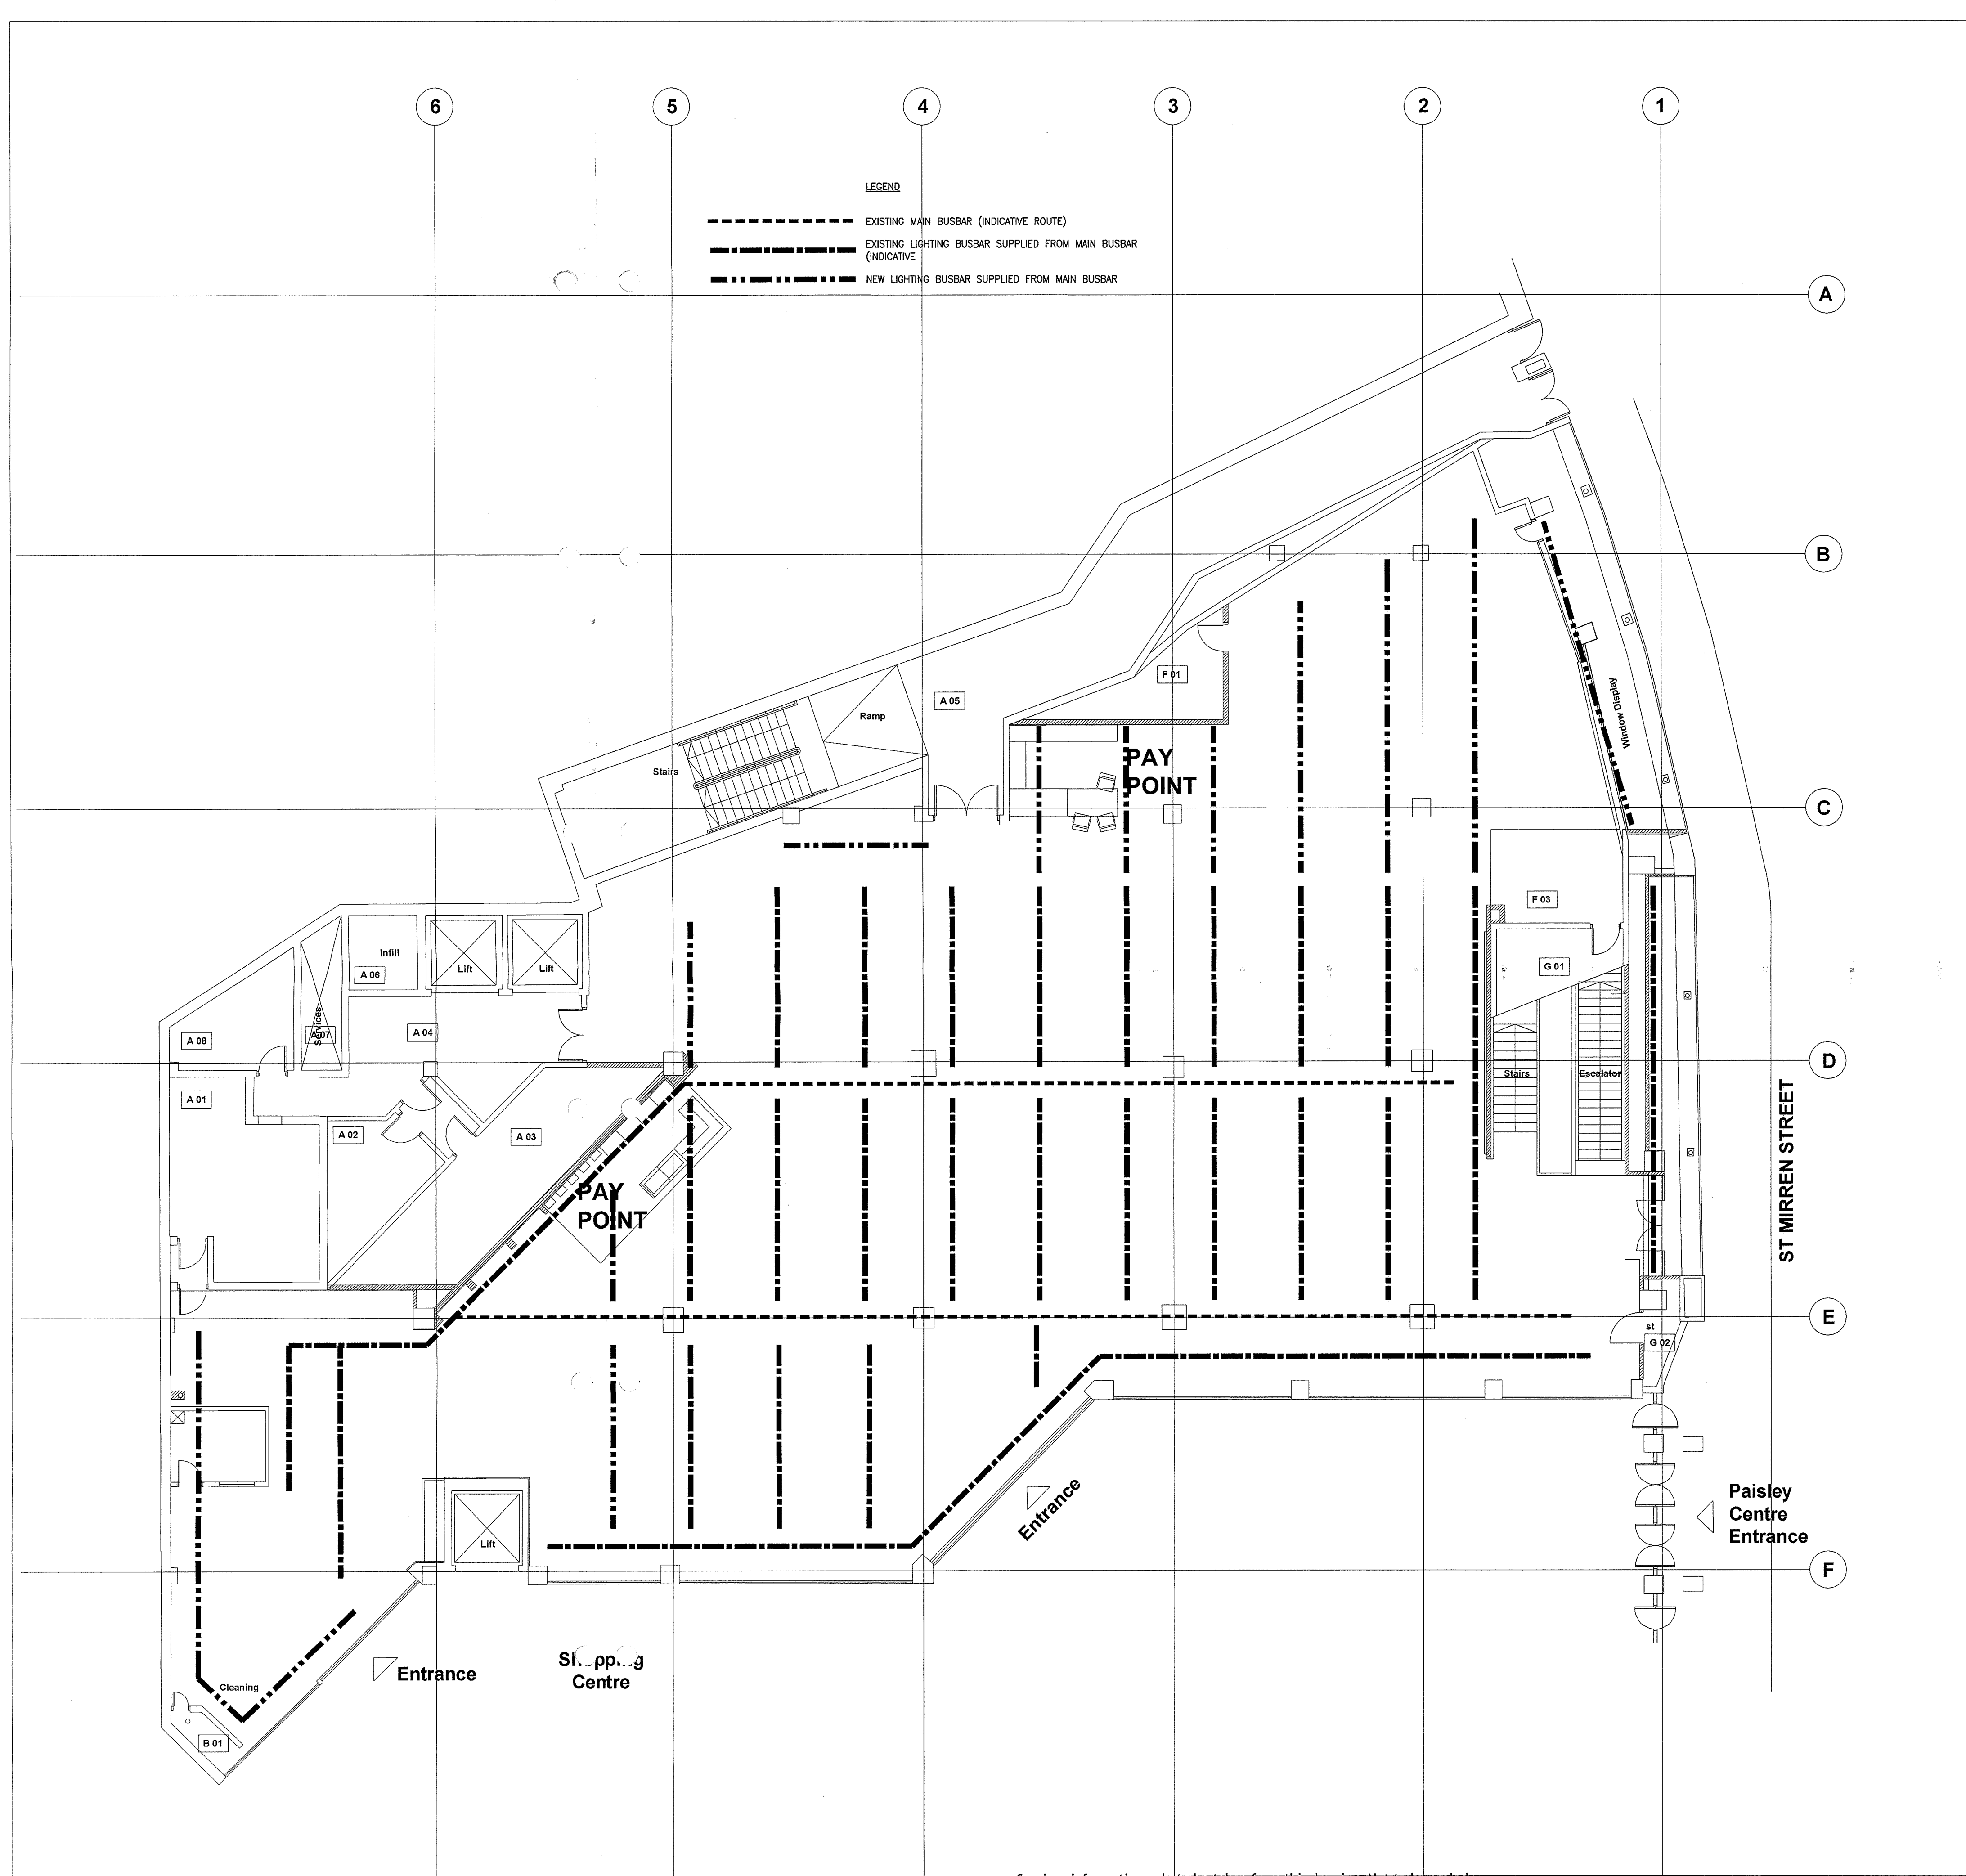 6 5 4 3 2 1
LEGEND
EXISTING MAIN BUSBAR (INDICATIVE ROUTE)
EXISTING LIGHTING BUSBAR SUPPLIED FROM MAIN BUSBAR
(INDICATIVE
NEW LIGHTING BUSBAR SUPPLIED FROM MAIN BUSBAR
A
B
F 01
A 05
Ramp
Window Display
PAY
POINT
Stairs
C
F 03
Infill
A 06
Lift
Lift
G 01
Services
A 07
A 04
A 08
D
Stairs
Escalator
A 01
A 02
A 03
ST MIRREN STREET
PAY
POINT
E
st
G 02
Entrance
Paisley
Centre
Entrance
Lift
F
Entrance
Shopping
Centre
Cleaning
B 01